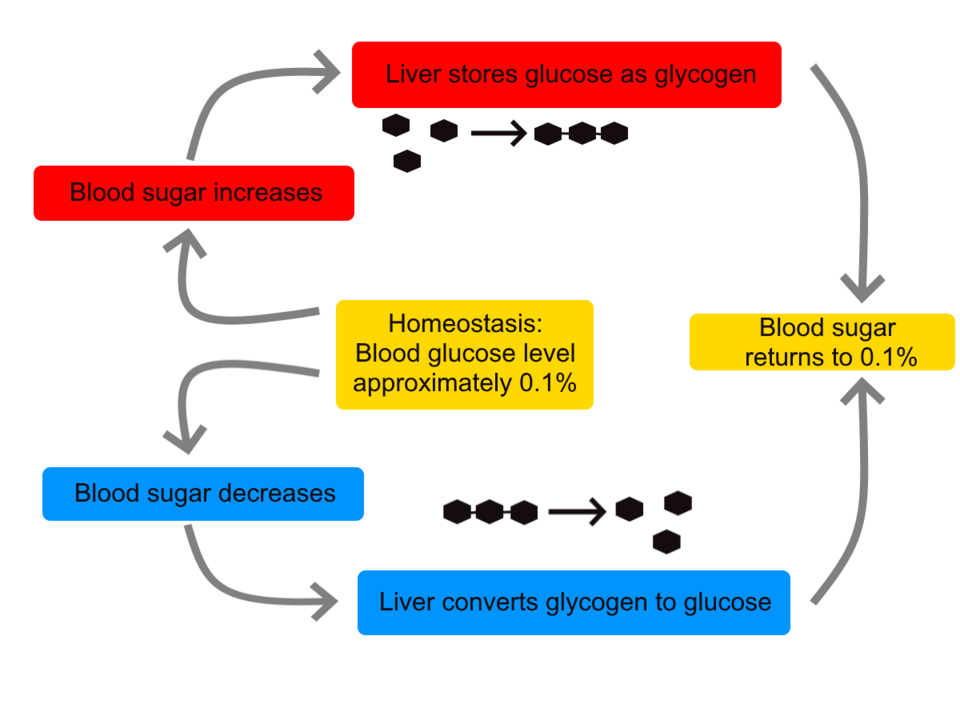 Liver stores glucose as glycogen
Blood sugar increases
Homeostasis:
Blood glucose level
approximately 0.1%
Blood sugar
returns to 0.1%
Blood sugar decreases
Liver converts glycogen to glucose